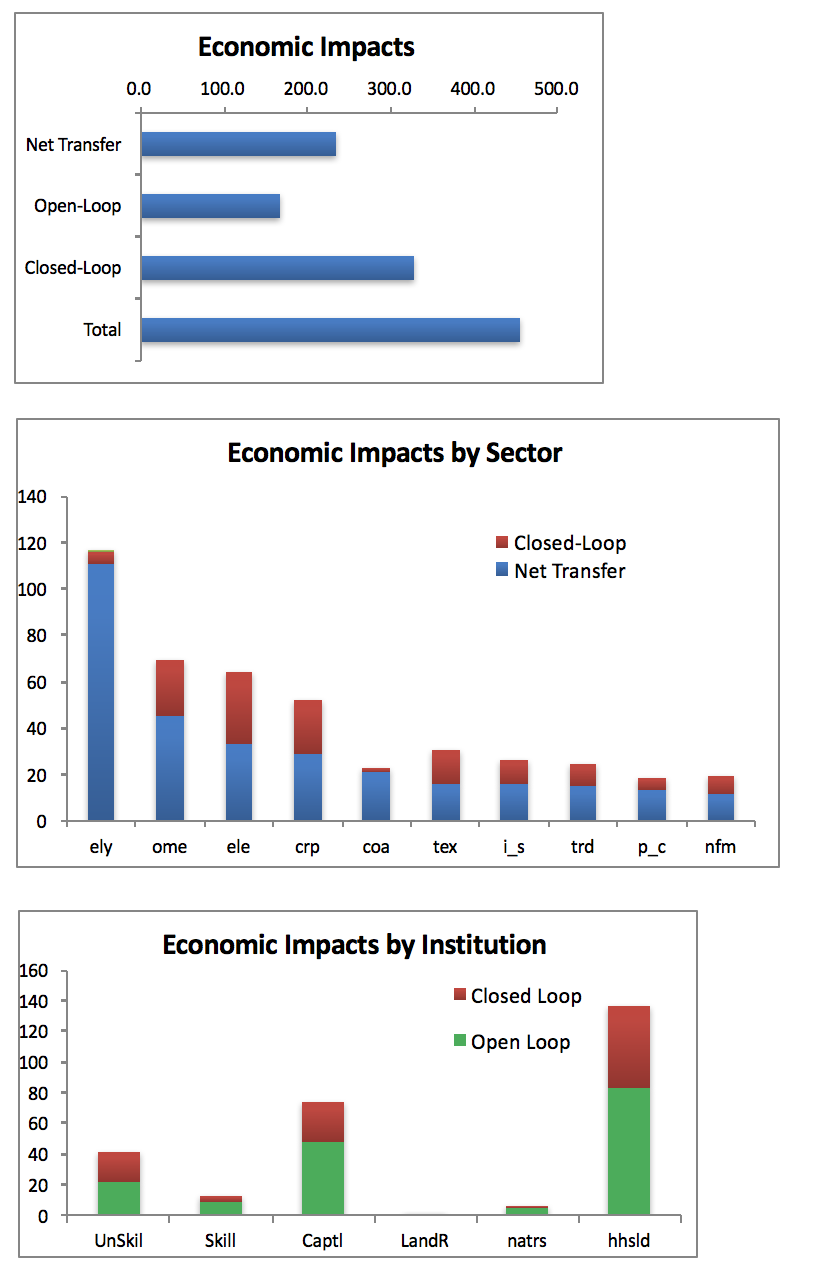 Economic Impacts
0.0 100.0 200.0 300.0 400.0 500.0
Net Transfer
Open-Loop
Closed-Loop
Total
Economic Impacts by Sector
140
120
100
80
60
40
20
0
Closed-Loop
Net Transfer
ely ome ele crp coa tex i_s trd p_c nfm
Economic Impacts by Institution
160
140
120
100
80
60
40
20
0
Closed Loop
Open Loop
UnSkil Skill Captl LandR natrs hhsld